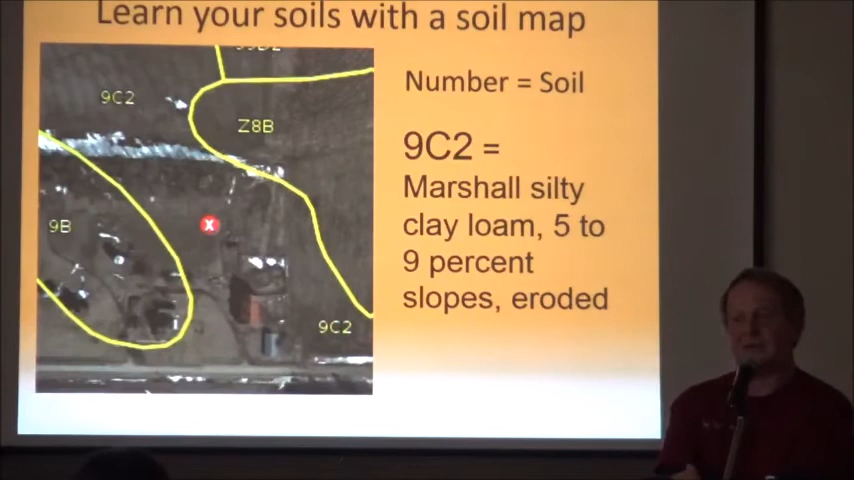 Learn your soils with a soil map
9C2
Z8B
9B
X
9C2
Number = Soil
9C2 =
Marshall silty
clay loam, 5 to
9 percent
slopes, eroded